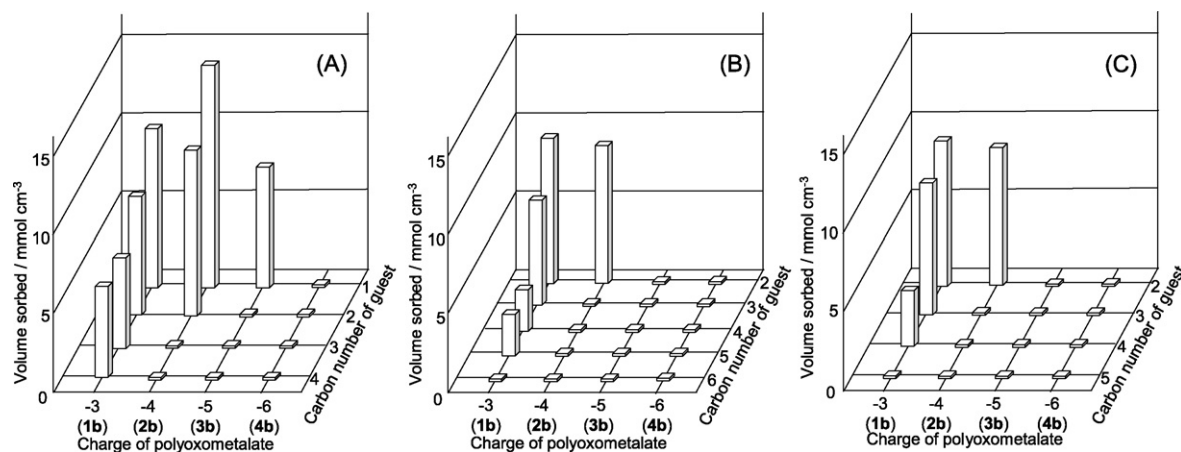 (A)
Volume sorbed / mmol cm-3
15
10
5
0
1
2
3
4
Carbon number of guest
-3 -4 -5 -6
(1b) (2b) (3b) (4b)
Charge of polyoxometalate
(B)
Volume sorbed / mmol cm-3
15
10
5
0
2
3
4
5
6
Carbon number of guest
-3 -4 -5 -6
(1b) (2b) (3b) (4b)
Charge of polyoxometalate
(C)
Volume sorbed / mmol cm-3
15
10
5
0
2
3
4
5
Carbon number of guest
-3 -4 -5 -6
(1b) (2b) (3b) (4b)
Charge of polyoxometalate